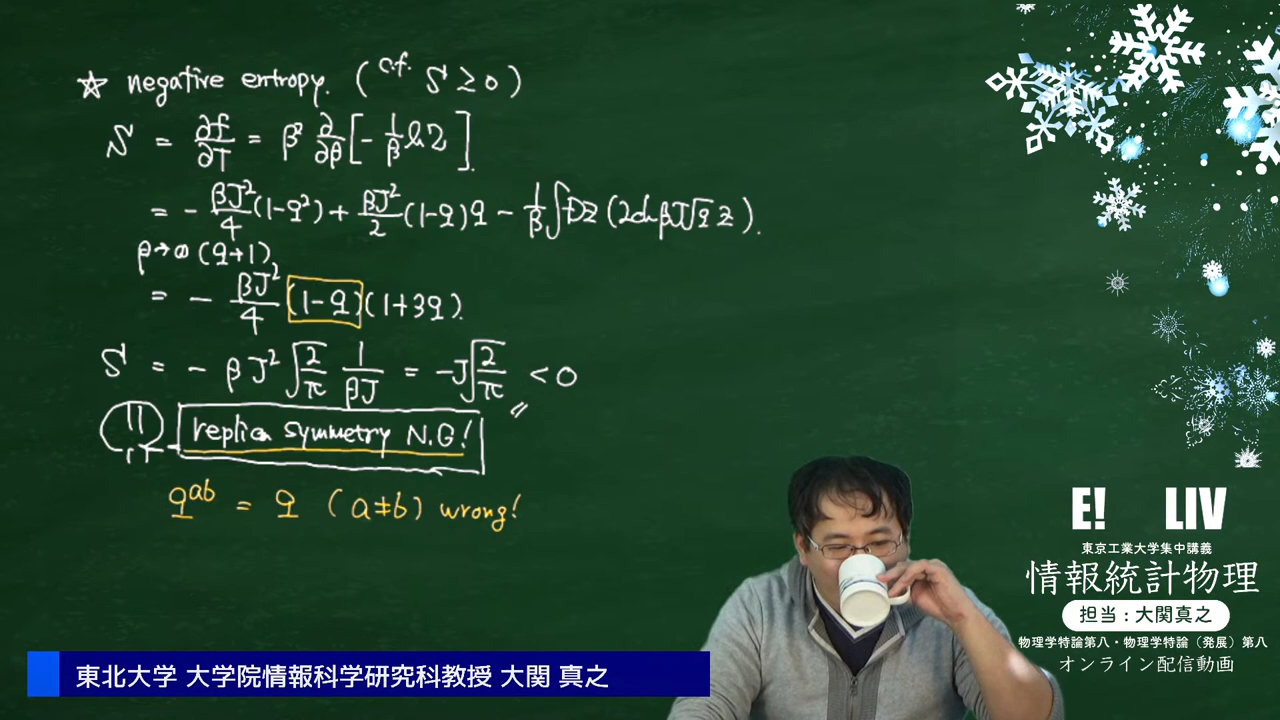 ☆ negative entropy. (c.f. S ≥ 0)
S = ∂f/∂T = β² ∂/∂β [ - 1/β ln Z ].
= - βJ²/4 (1-q²) + βJ²/2 (1-q)q - 1/β ∫Dz (2ch βJ√q z).
β→∞ (q→1)
= - βJ²/4 (1-q)(1+3q).
S = - βJ² √(2/π) 1/βJ = -J√(2/π) < 0
replica symmetry N.G!
q^{ab} = q (a≠b) wrong!
E! LIV
東京工業大学集中講義
情報統計物理
担当:大関真之
物理学特論第八・物理学特論(発展)第八
オンライン配信動画
東北大学 大学院情報科学研究科教授 大関 真之